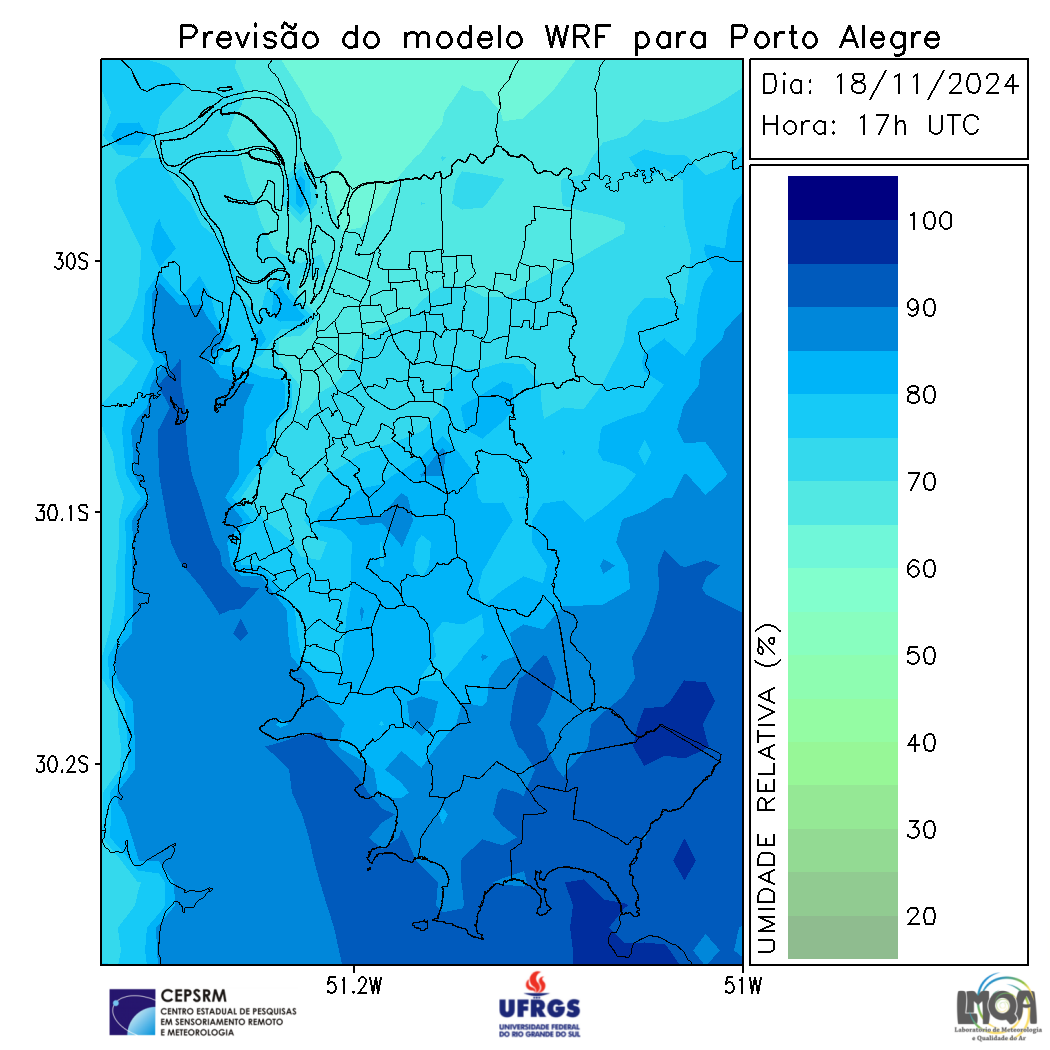 Previsão do modelo WRF para Porto Alegre
Dia: 18/11/2024
Hora: 17h UTC
30S
30.1S
30.2S
51.2W
51W
100
90
80
70
60
50
40
30
20
UMIDADE RELATIVA (%)
CEPSRM
CENTRO ESTADUAL DE PESQUISAS
EM SENSORIAMENTO REMOTO
E METEOROLOGIA
UFRGS
UNIVERSIDADE FEDERAL
DO RIO GRANDE DO SUL
LMQA
Laboratório de Meteorologia
e Qualidade do Ar